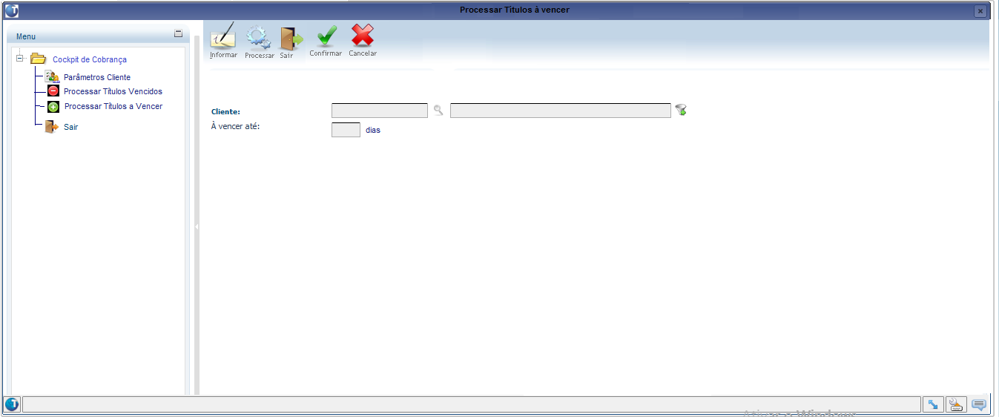 Processar Títulos à vencer
Menu
Cockpit de Cobrança
Parâmetros Cliente
Processar Títulos Vencidos
Processar Títulos a Vencer
Sair
Informar Processar Sair Confirmar Cancelar
Cliente:
À vencer até: dias
Ativar o Windows